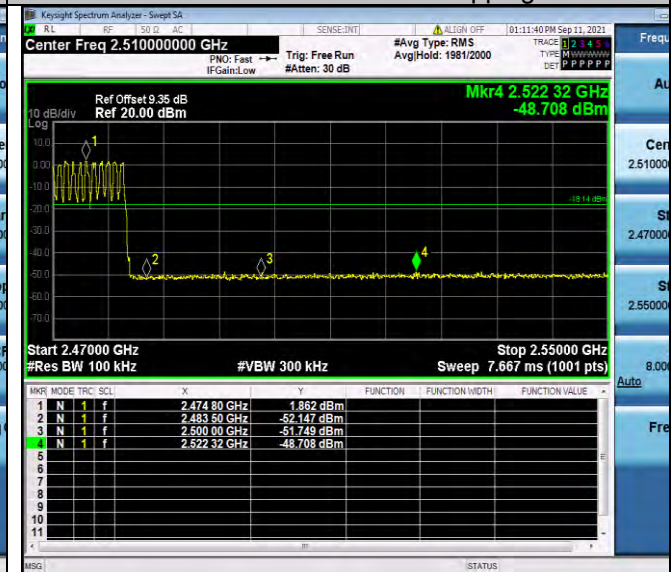 Keysight Spectrum Analyzer - Swept SA
RL RF 50 Ω AC SENSE:INT ALIGN OFF 01:11:40 PM Sep 11, 2021
Center Freq 2.510000000 GHz
PNO: Fast
IFGain:Low
Trig: Free Run
#Atten: 30 dB
#Avg Type: RMS
Avg|Hold: 1981/2000
TRACE 1 2 3 4 5 6
TYPE M WWWWW
DET P P P P P P
Frequ
Ref Offset 9.35 dB
Ref 20.00 dBm
10 dB/div
Log
Mkr4 2.522 32 GHz
-48.708 dBm
Au
10.0
0.00
-10.0
-20.0
-30.0
-40.0
-50.0
-60.0
-70.0
1
2
3
4
-18.14 dBm
Cen
2.51000
St
2.47000
St
2.55000
8.00
Auto
Fre
Start 2.47000 GHz
Stop 2.55000 GHz
#Res BW 100 kHz #VBW 300 kHz Sweep 7.667 ms (1001 pts)
MKR MODE TRC SCL X Y FUNCTION FUNCTION WIDTH FUNCTION VALUE
1 N 1 f 2.474 80 GHz 1.862 dBm
2 N 1 f 2.483 50 GHz -52.147 dBm
3 N 1 f 2.500 00 GHz -51.749 dBm
4 N 1 f 2.522 32 GHz -48.708 dBm
5
6
7
8
9
10
11
MSG STATUS